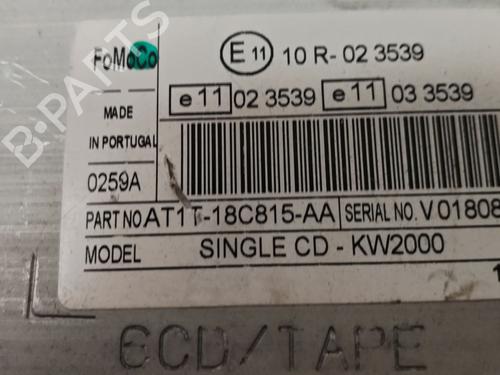 FoMoCo
E 11 10 R- 02 3539
e 11 02 3539 e 11 03 3539
MADE
IN PORTUGAL
0259A
PART NO AT1T-18C815-AA SERIAL NO. V01808
MODEL SINGLE CD - KW2000
6CD/TAPE
B-PARTS